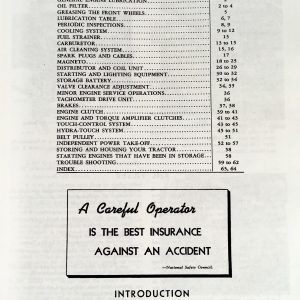 GENERAL ENGINE LUBRICATION
OIL FILTER 2 to 4
GREASING THE FRONT WHEELS
LUBRICATION TABLE 6, 7
PERIODIC INSPECTIONS 8, 9
COOLING SYSTEM 9 to 12
FUEL STRAINER 13
CARBURETOR 13 to 15
AIR CLEANING SYSTEM 15, 16
SPARK PLUGS AND CABLES 17
MAGNETO 18 to 25
DISTRIBUTOR AND COIL UNIT 26 to 29
STARTING AND LIGHTING EQUIPMENT 29 to 32
STORAGE BATTERY 32 to 34
VALVE CLEARANCE ADJUSTMENT 34, 35
MINOR ENGINE SERVICE OPERATIONS 36
TACHOMETER DRIVE UNIT 36
BRAKES 37, 38
ENGINE CLUTCH 39 to 41
ENGINE AND TORQUE AMPLIFIER CLUTCHES 41 to 43
TOUCH-CONTROL SYSTEM 43 to 45
HYDRA-TOUCH SYSTEM 45 to 51
BELT PULLEY 51
INDEPENDENT POWER TAKE-OFF 52 to 57
STORING AND HOUSING YOUR TRACTOR 58
STARTING ENGINES THAT HAVE BEEN IN STORAGE 58
TROUBLE SHOOTING 59 to 62
INDEX 63, 64
A Careful Operator
IS THE BEST INSURANCE
AGAINST AN ACCIDENT
—National Safety Council.
INTRODUCTION